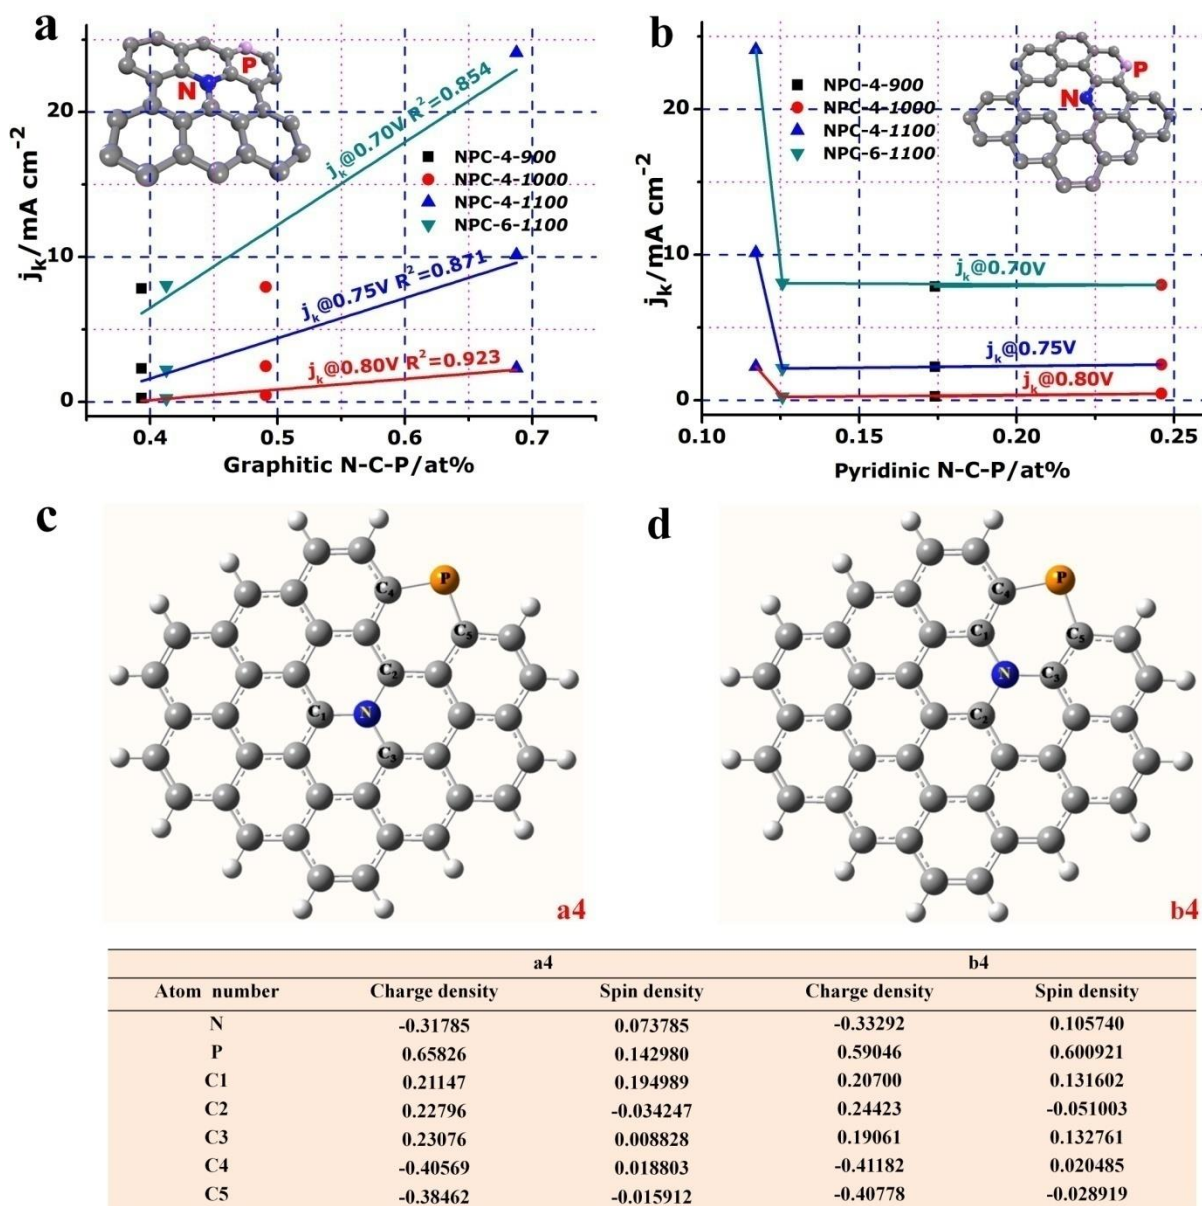 a
P
N
j_k@0.70V R²=0.854
NPC-4-900
NPC-4-1000
NPC-4-1100
NPC-6-1100
j_k@0.75V R²=0.871
j_k@0.80V R²=0.923
j_k/mA cm⁻²
20
10
0
0.4 0.5 0.6 0.7
Graphitic N-C-P/at%
b
NPC-4-900
NPC-4-1000
NPC-4-1100
NPC-6-1100
P
N
j_k@0.70V
j_k@0.75V
j_k@0.80V
j_k/mA cm⁻²
20
10
0
0.10 0.15 0.20 0.25
Pyridinic N-C-P/at%
c
P
C₄
C₅
C₂
C₁ N
C₃
a4
d
P
C₄
C₁ C₅
N C₃
C₂
b4
a4 b4
Atom number Charge density Spin density Charge density Spin density
N -0.31785 0.073785 -0.33292 0.105740
P 0.65826 0.142980 0.59046 0.600921
C1 0.21147 0.194989 0.20700 0.131602
C2 0.22796 -0.034247 0.24423 -0.051003
C3 0.23076 0.008828 0.19061 0.132761
C4 -0.40569 0.018803 -0.41182 0.020485
C5 -0.38462 -0.015912 -0.40778 -0.028919